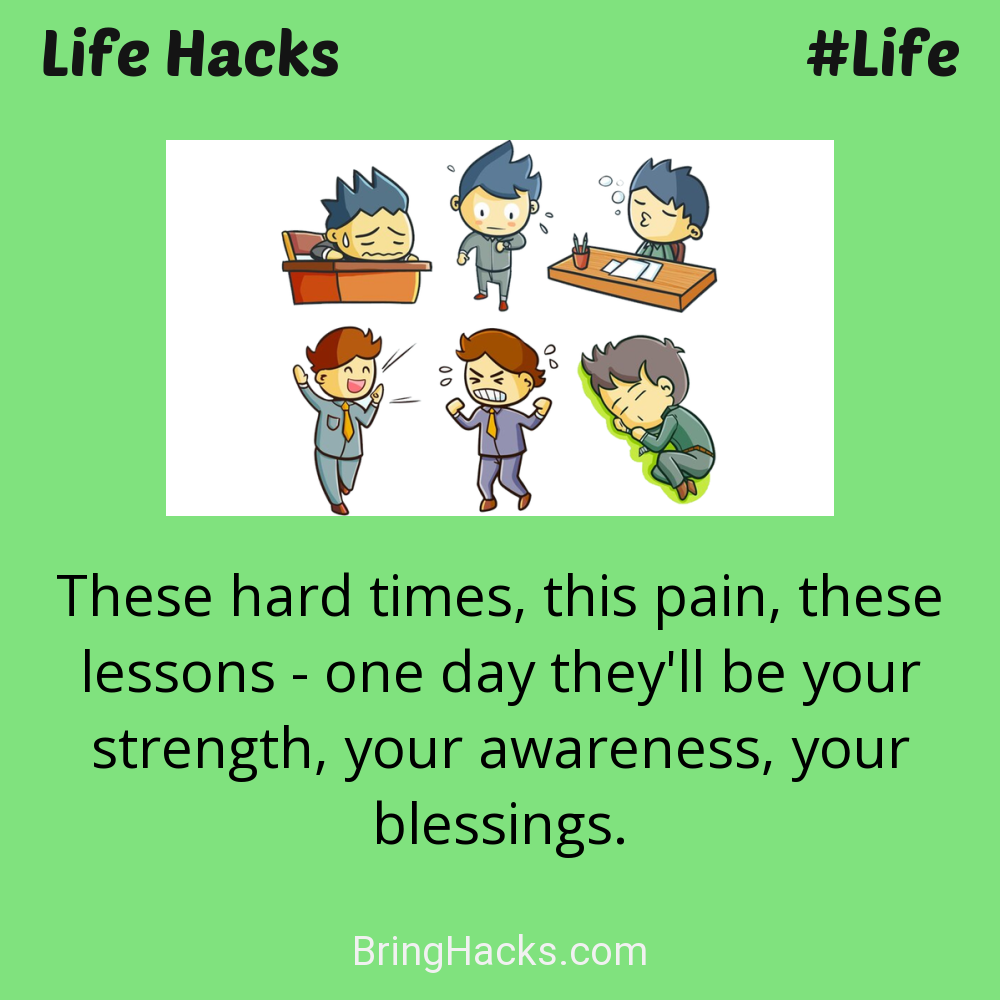 Life Hacks
#Life
These hard times, this pain, these
lessons - one day they'll be your
strength, your awareness, your
blessings.
BringHacks.com